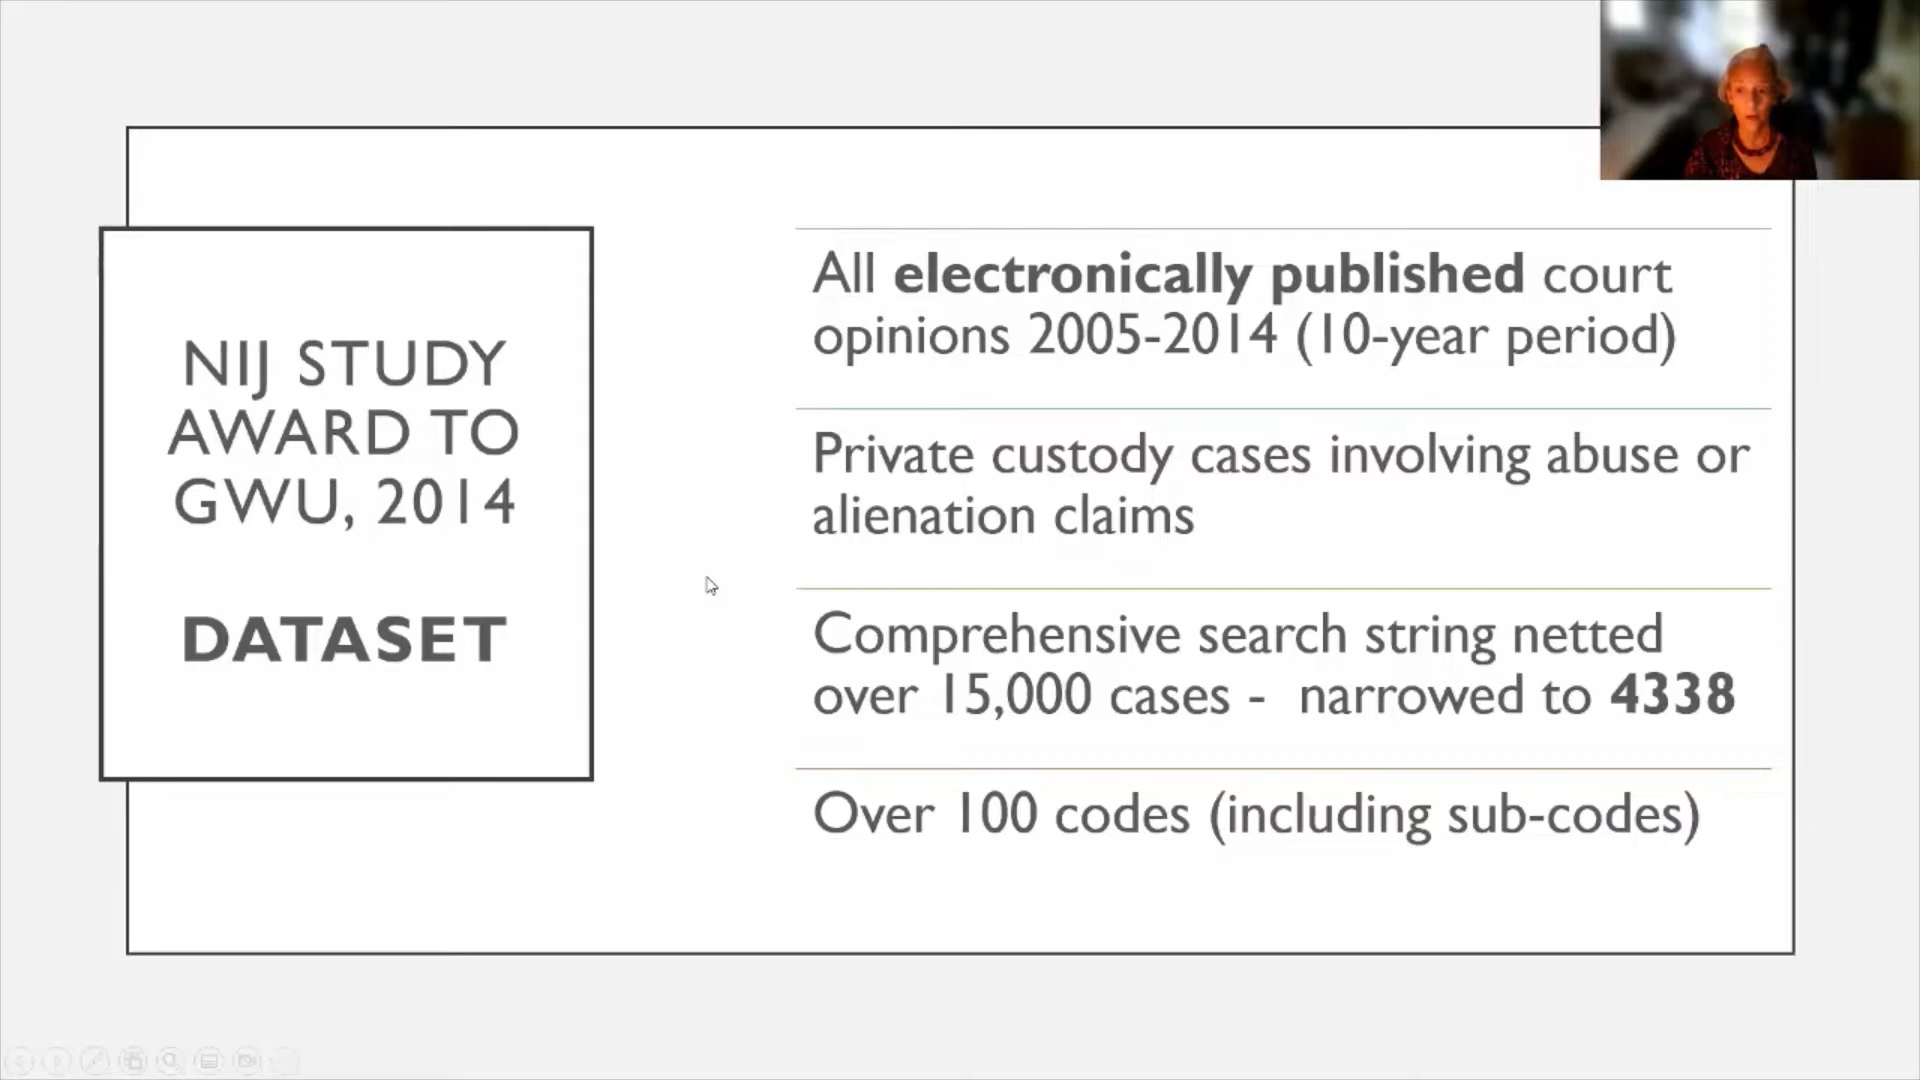 NIJ STUDY
AWARD TO
GWU, 2014
DATASET
All electronically published court
opinions 2005-2014 (10-year period)
Private custody cases involving abuse or
alienation claims
Comprehensive search string netted
over 15,000 cases - narrowed to 4338
Over 100 codes (including sub-codes)